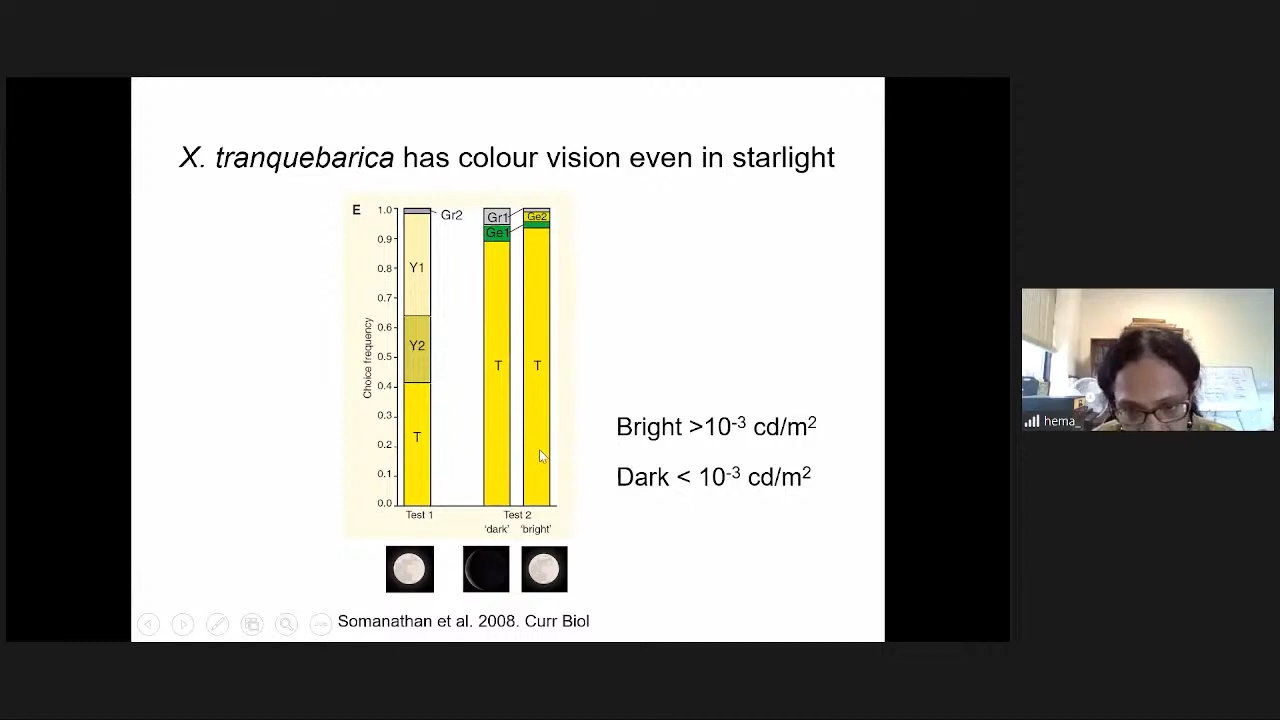 X. tranquebarica has colour vision even in starlight
E
1.0
0.9
0.8
0.7
0.6
0.5
0.4
0.3
0.2
0.1
0.0
Choice frequency
Gr2
Y1
Y2
T
Gr1
Ge1
T
Ge2
T
Test 1
Test 2
'dark' 'bright'
Bright >10⁻³ cd/m²
Dark < 10⁻³ cd/m²
Somanathan et al. 2008. Curr Biol
hema_